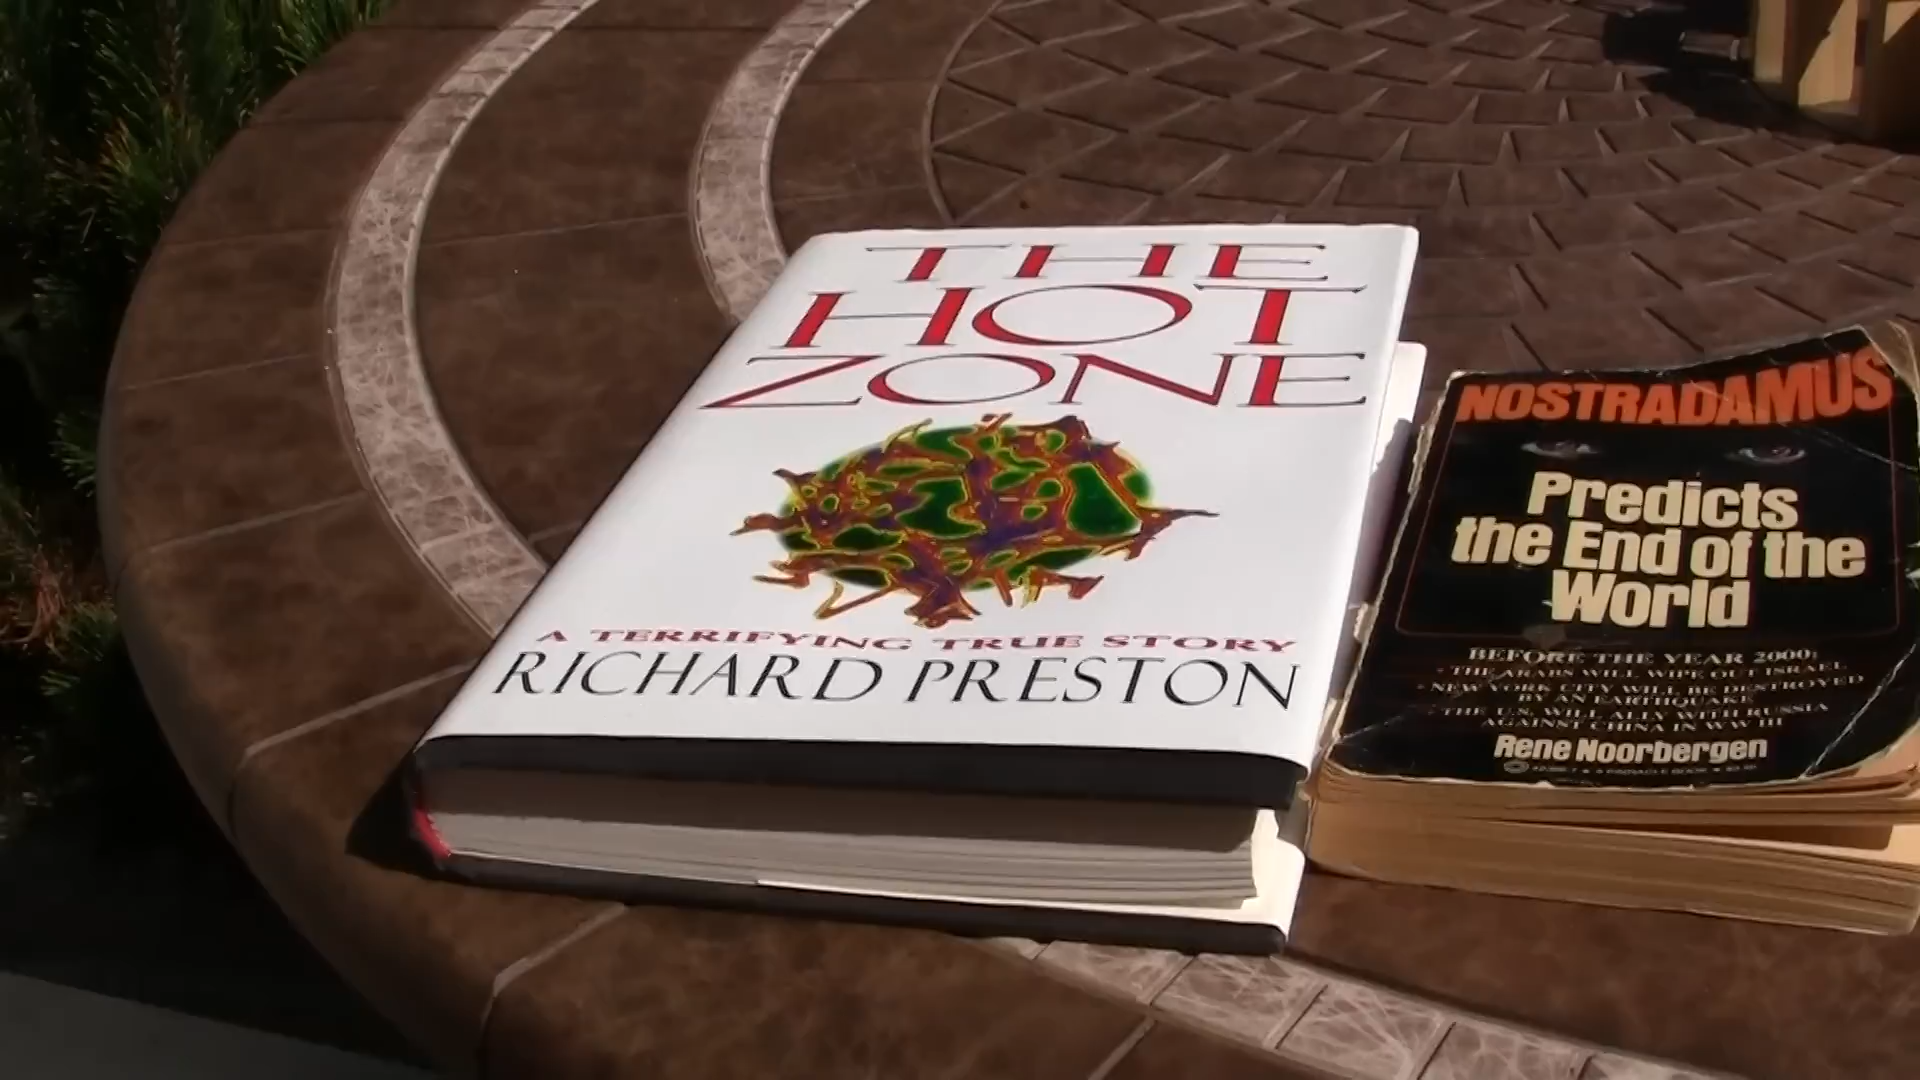 THE
HOT
ZONE
A TERRIFYING TRUE STORY
RICHARD PRESTON
NOSTRADAMUS
Predicts
the End of the
World
BEFORE THE YEAR 2000:
• THE ARABS WILL WIPE OUT ISRAEL
• NEW YORK CITY WILL BE DESTROYED
BY AN EARTHQUAKE
• THE U.S. WILL ALLY WITH RUSSIA
AGAINST CHINA IN WW III
Rene Noorbergen